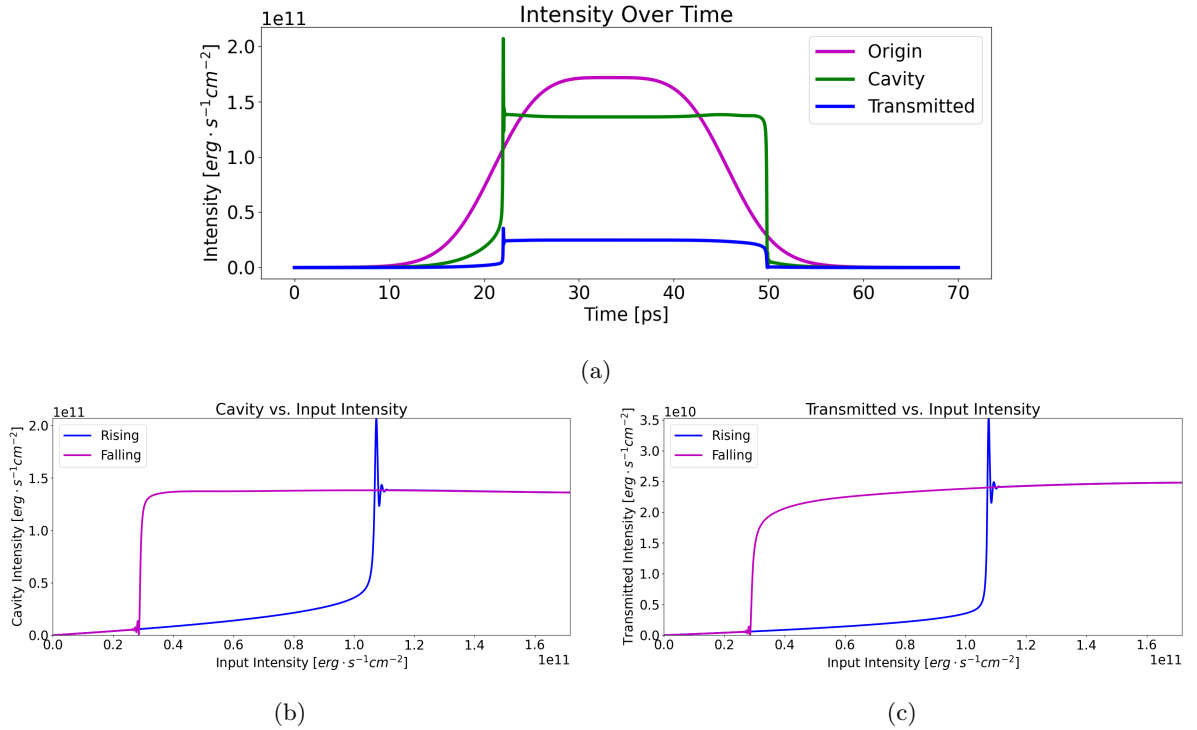 Intensity Over Time
1e11
Intensity [erg · s⁻¹cm⁻²]
2.0
1.5
1.0
0.5
0.0
Origin
Cavity
Transmitted
0 10 20 30 40 50 60 70
Time [ps]
(a)
Cavity vs. Input Intensity
1e11
Cavity Intensity [erg · s⁻¹cm⁻²]
2.0
1.5
1.0
0.5
0.0
Rising
Falling
0.0 0.2 0.4 0.6 0.8 1.0 1.2 1.4 1.6
1e11
Input Intensity [erg · s⁻¹cm⁻²]
(b)
Transmitted vs. Input Intensity
1e10
Transmitted Intensity [erg · s⁻¹cm⁻²]
3.5
3.0
2.5
2.0
1.5
1.0
0.5
0.0
Rising
Falling
0.0 0.2 0.4 0.6 0.8 1.0 1.2 1.4 1.6
1e11
Input Intensity [erg · s⁻¹cm⁻²]
(c)